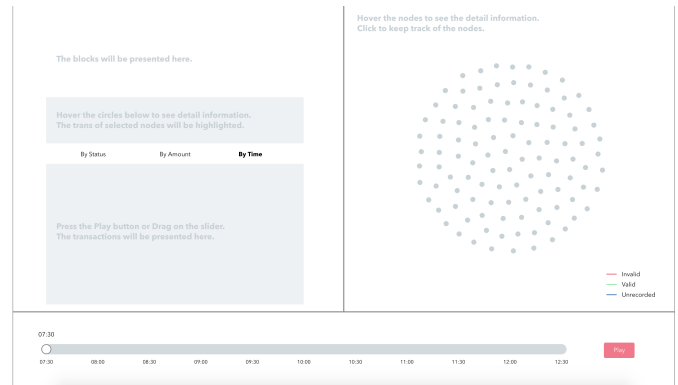 The blocks will be presented here.
Hover the circles below to see detail information.
The trans of selected nodes will be highlighted.
By Status
By Amount
By Time
Press the Play button or Drag on the slider.
The transactions will be presented here.
Hover the nodes to see the detail information.
Click to keep track of the nodes.
Invalid
Valid
Unrecorded
07:30
07:30 08:00 08:30 09:00 09:30 10:00 10:30 11:00 11:30 12:00 12:30
Play